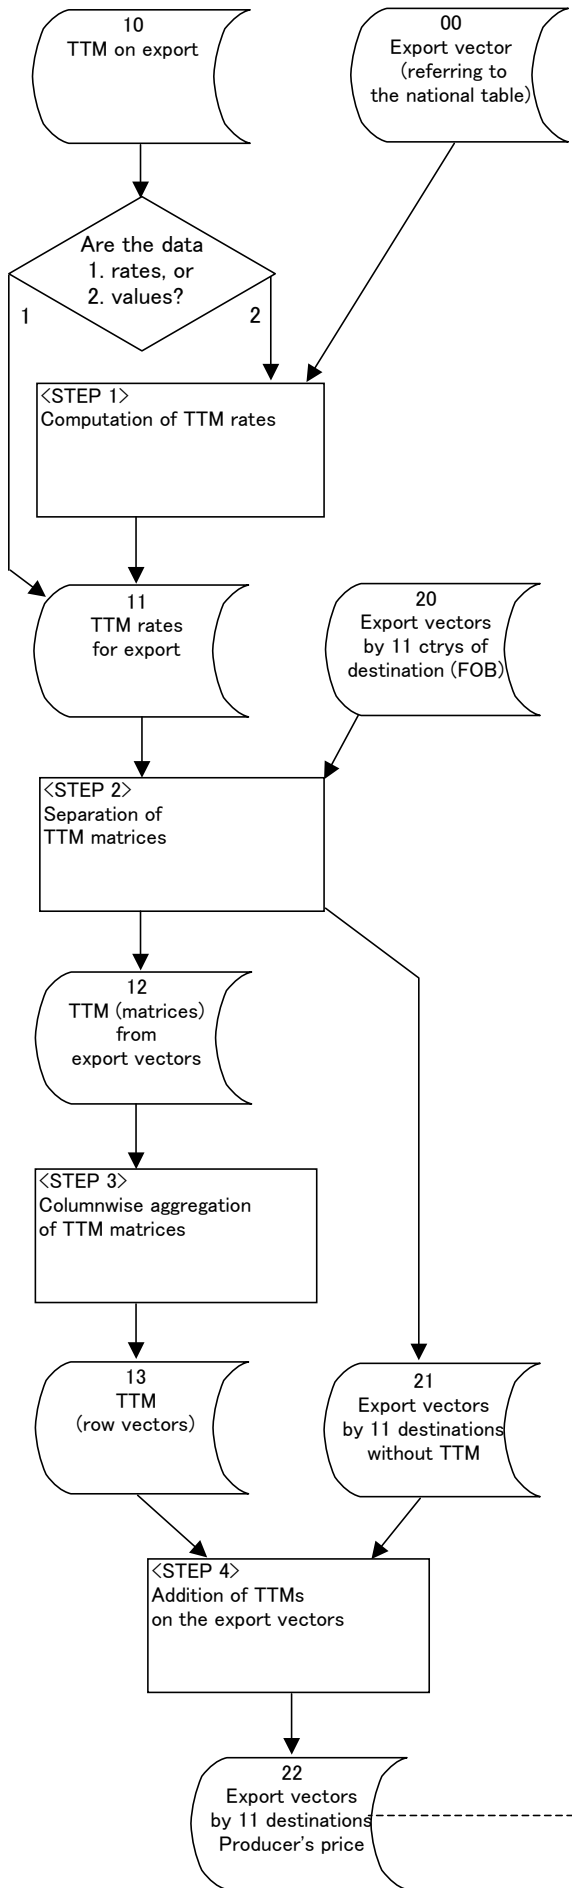 10
TTM on export
00
Export vector
(referring to
the national table)
Are the data
1. rates, or
2. values?
1
2
<STEP 1>
Computation of TTM rates
11
TTM rates
for export
20
Export vectors
by 11 ctrys of
destination (FOB)
<STEP 2>
Separation of
TTM matrices
12
TTM (matrices)
from
export vectors
<STEP 3>
Columnwise aggregation
of TTM matrices
13
TTM
(row vectors)
21
Export vectors
by 11 destinations
without TTM
<STEP 4>
Addition of TTMs
on the export vectors
22
Export vectors
by 11 destinations
Producer's price